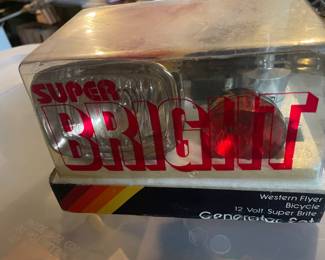 SUPER
BRIGHT
Western Flyer
Bicycle
12 Volt Super Brite
Generator Set